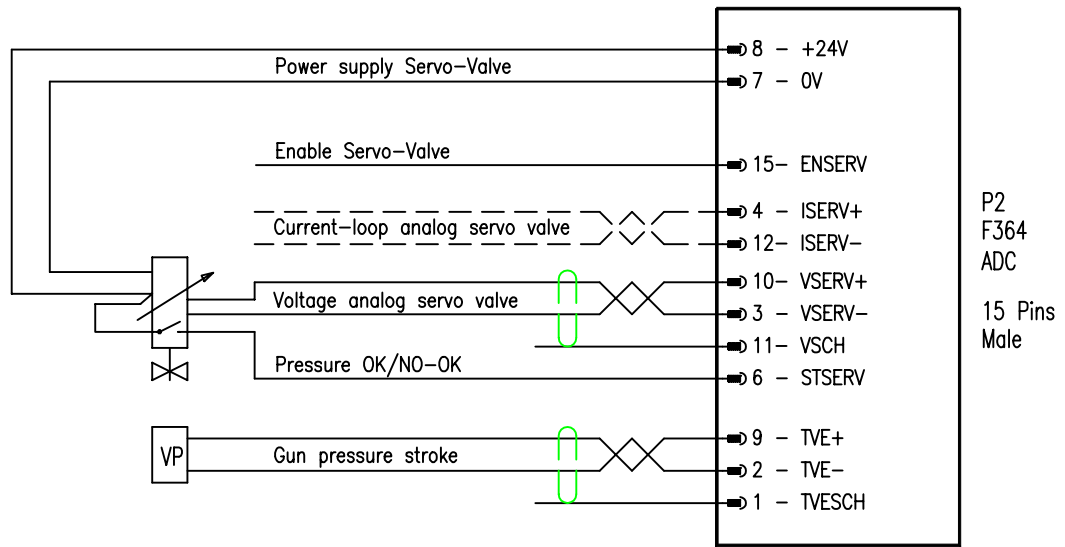 8 - +24V
Power supply Servo-Valve
7 - 0V
Enable Servo-Valve
15- ENSERV
4 - ISERV+
Current-loop analog servo valve
12- ISERV-
10- VSERV+
Voltage analog servo valve
3 - VSERV-
11- VSCH
Pressure OK/NO-OK
6 - STSERV
9 - TVE+
VP
Gun pressure stroke
2 - TVE-
1 - TVESCH
P2
F364
ADC
15 Pins
Male